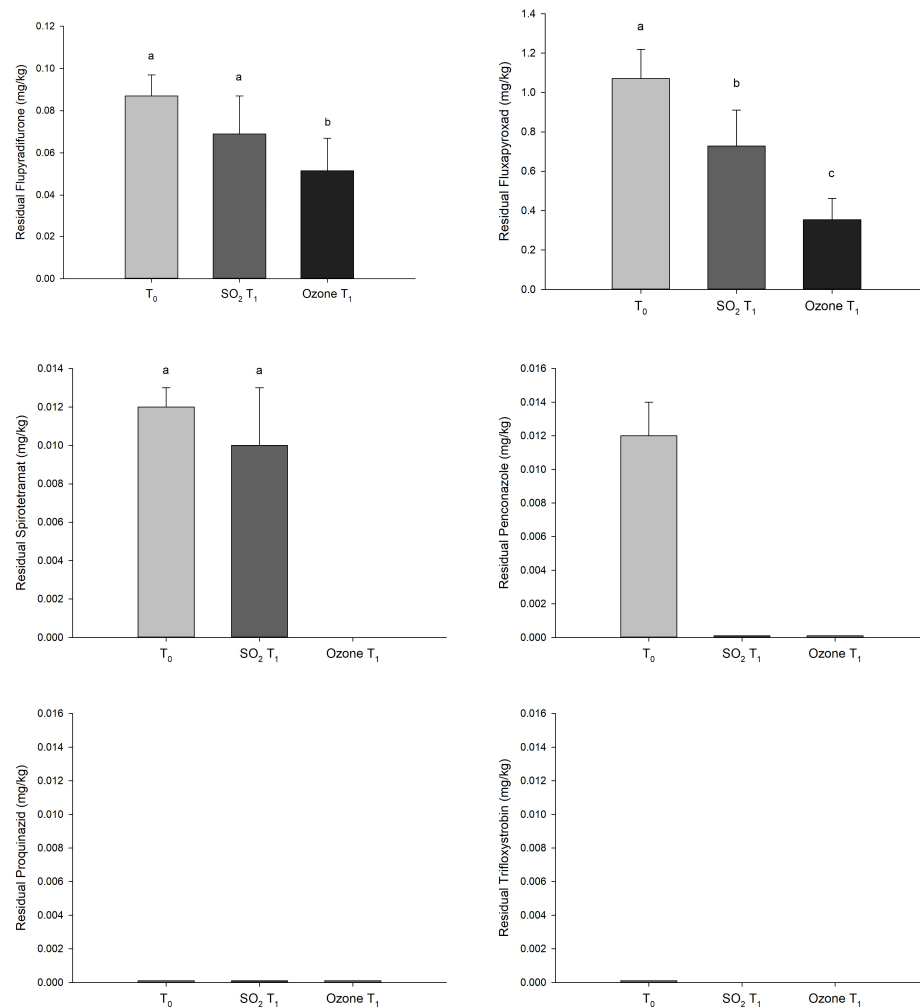 Residual Flupyradifurone (mg/kg)
0.12
0.10
0.08
0.06
0.04
0.02
0.00
a
a
b
T₀
SO₂ T₁
Ozone T₁
Residual Fluxapyroxad (mg/kg)
1.4
1.2
1.0
0.8
0.6
0.4
0.2
0.0
a
b
c
T₀
SO₂ T₁
Ozone T₁
Residual Spirotetramat (mg/kg)
0.014
0.012
0.010
0.008
0.006
0.004
0.002
0.000
a
a
T₀
SO₂ T₁
Ozone T₁
Residual Penconazole (mg/kg)
0.016
0.014
0.012
0.010
0.008
0.006
0.004
0.002
0.000
T₀
SO₂ T₁
Ozone T₁
Residual Proquinazid (mg/kg)
0.016
0.014
0.012
0.010
0.008
0.006
0.004
0.002
0.000
T₀
SO₂ T₁
Ozone T₁
Residual Trifloxystrobin (mg/kg)
0.016
0.014
0.012
0.010
0.008
0.006
0.004
0.002
0.000
T₀
SO₂ T₁
Ozone T₁